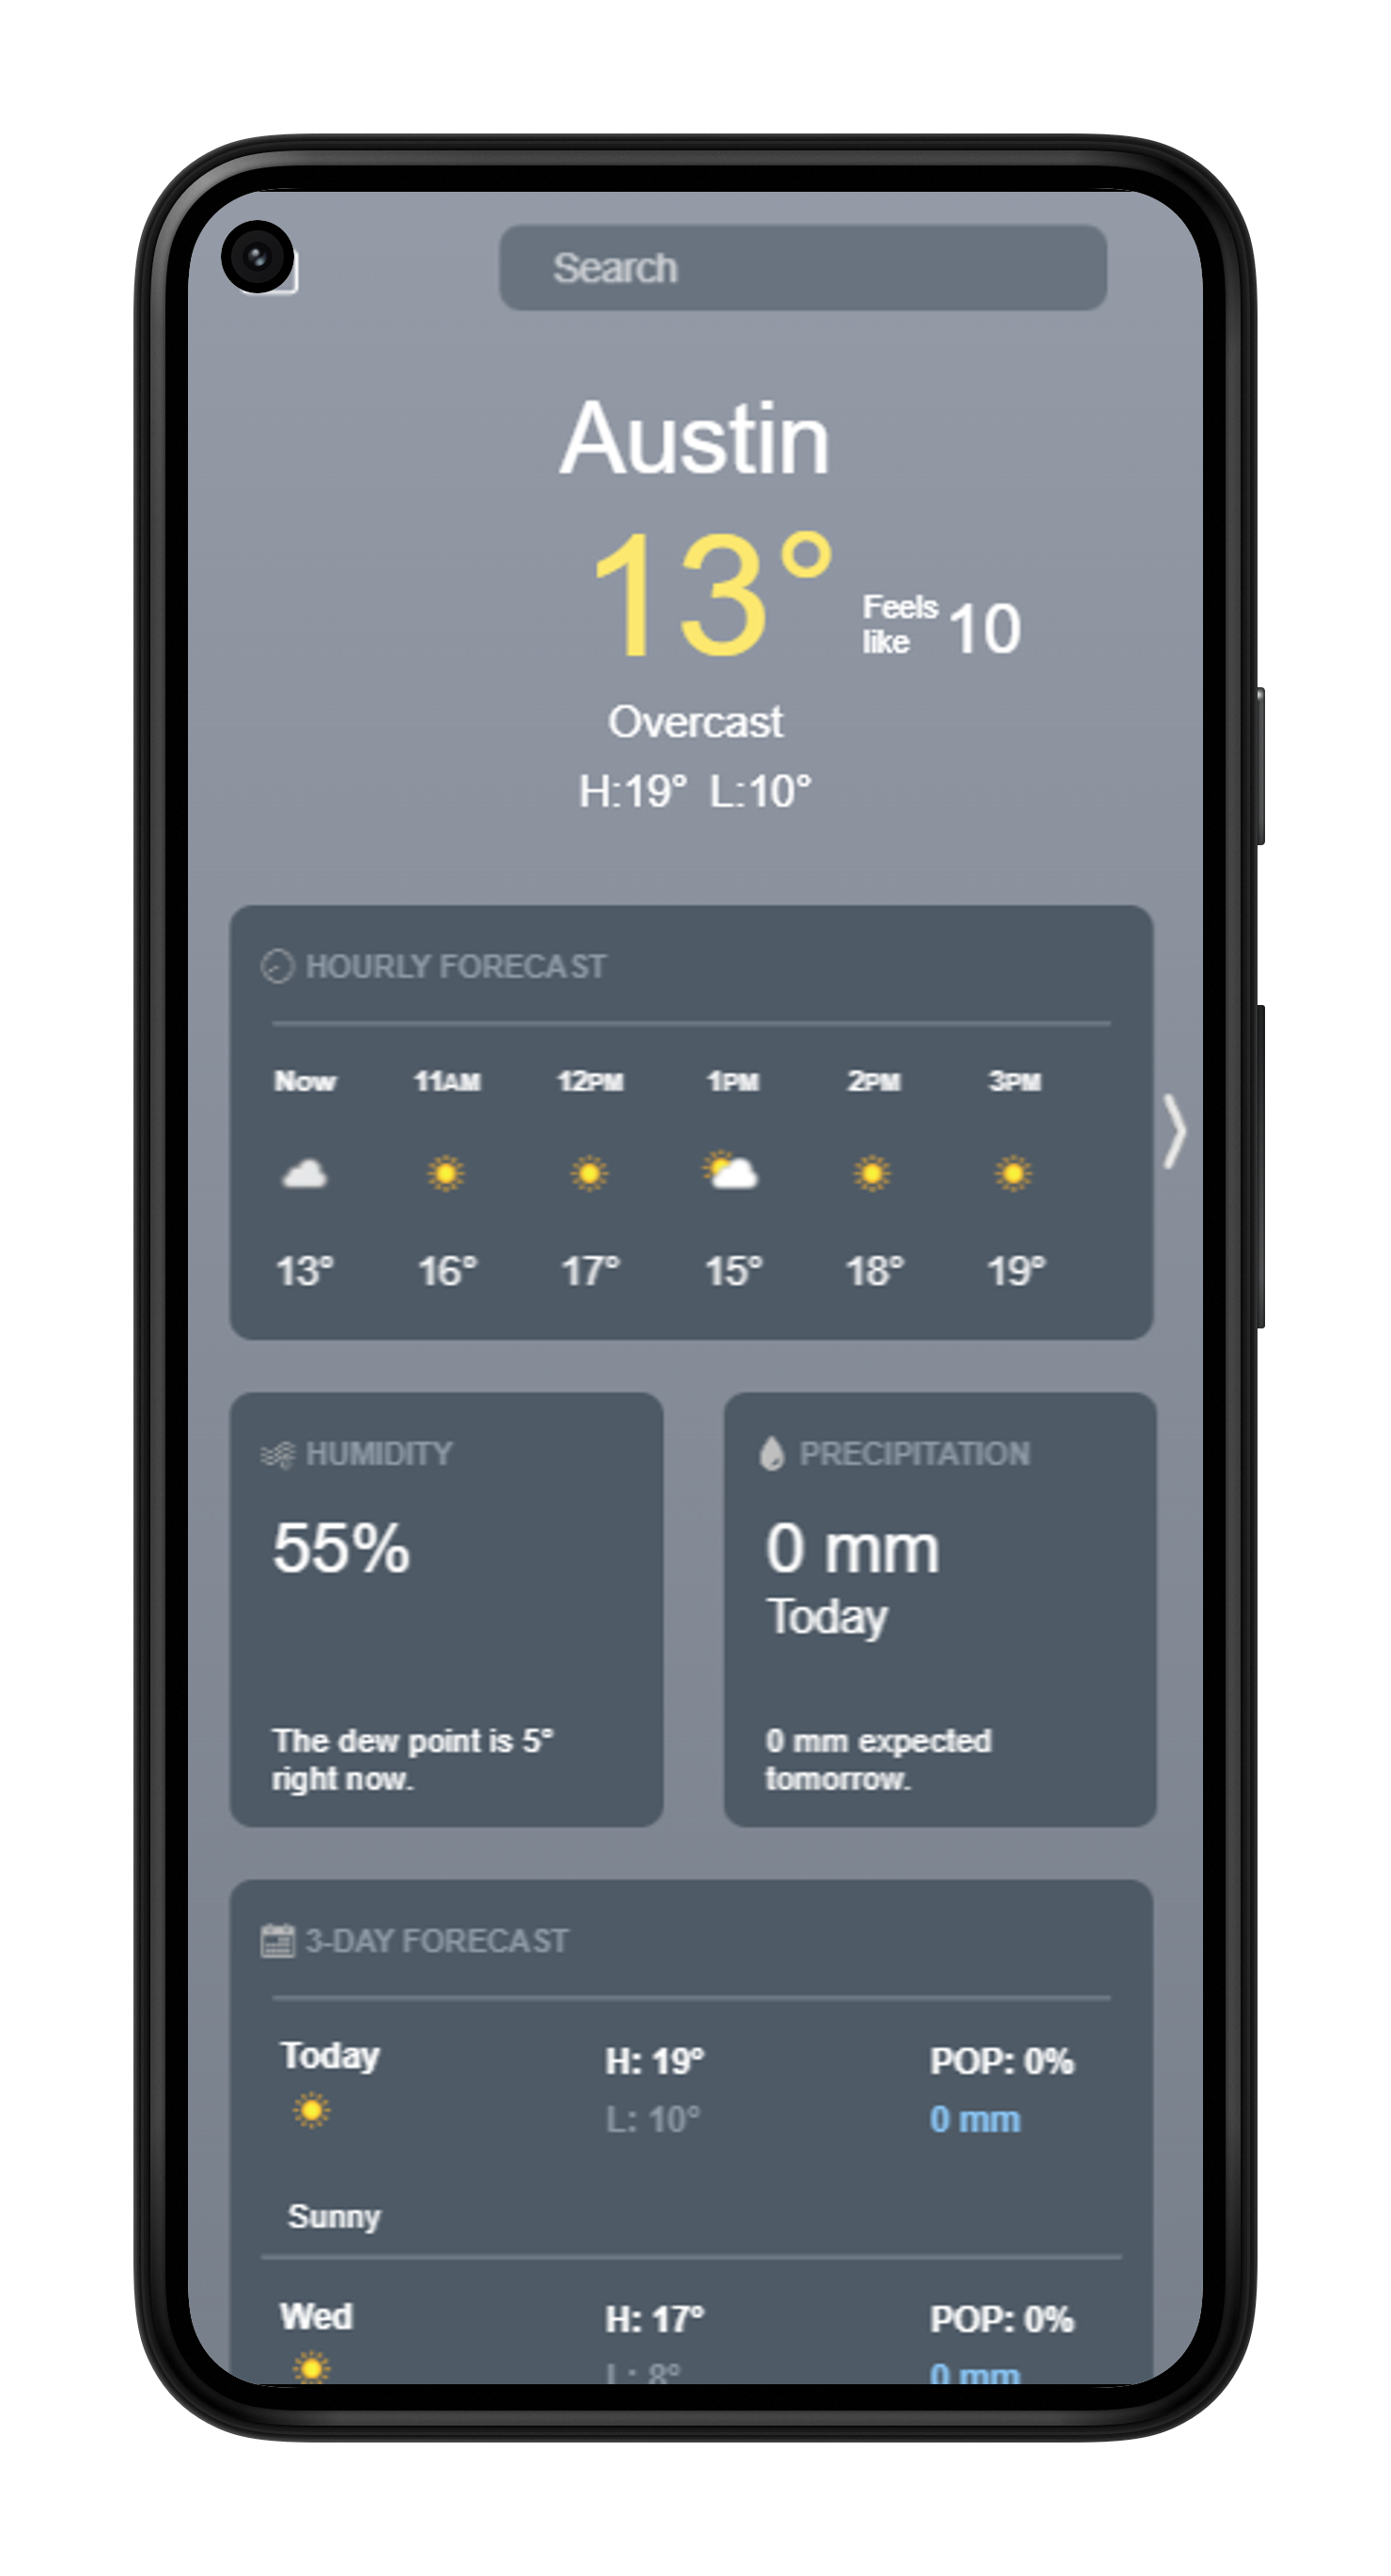 Search
Austin
13°
Feels
like
10
Overcast
H:19° L:10°
HOURLY FORECAST
Now 11AM 12PM 1PM 2PM 3PM
13° 16° 17° 15° 18° 19°
HUMIDITY
55%
The dew point is 5°
right now.
PRECIPITATION
0 mm
Today
0 mm expected
tomorrow.
3-DAY FORECAST
Today H: 19° POP: 0%
L: 10° 0 mm
Sunny
Wed H: 17° POP: 0%
L: 8° 0 mm